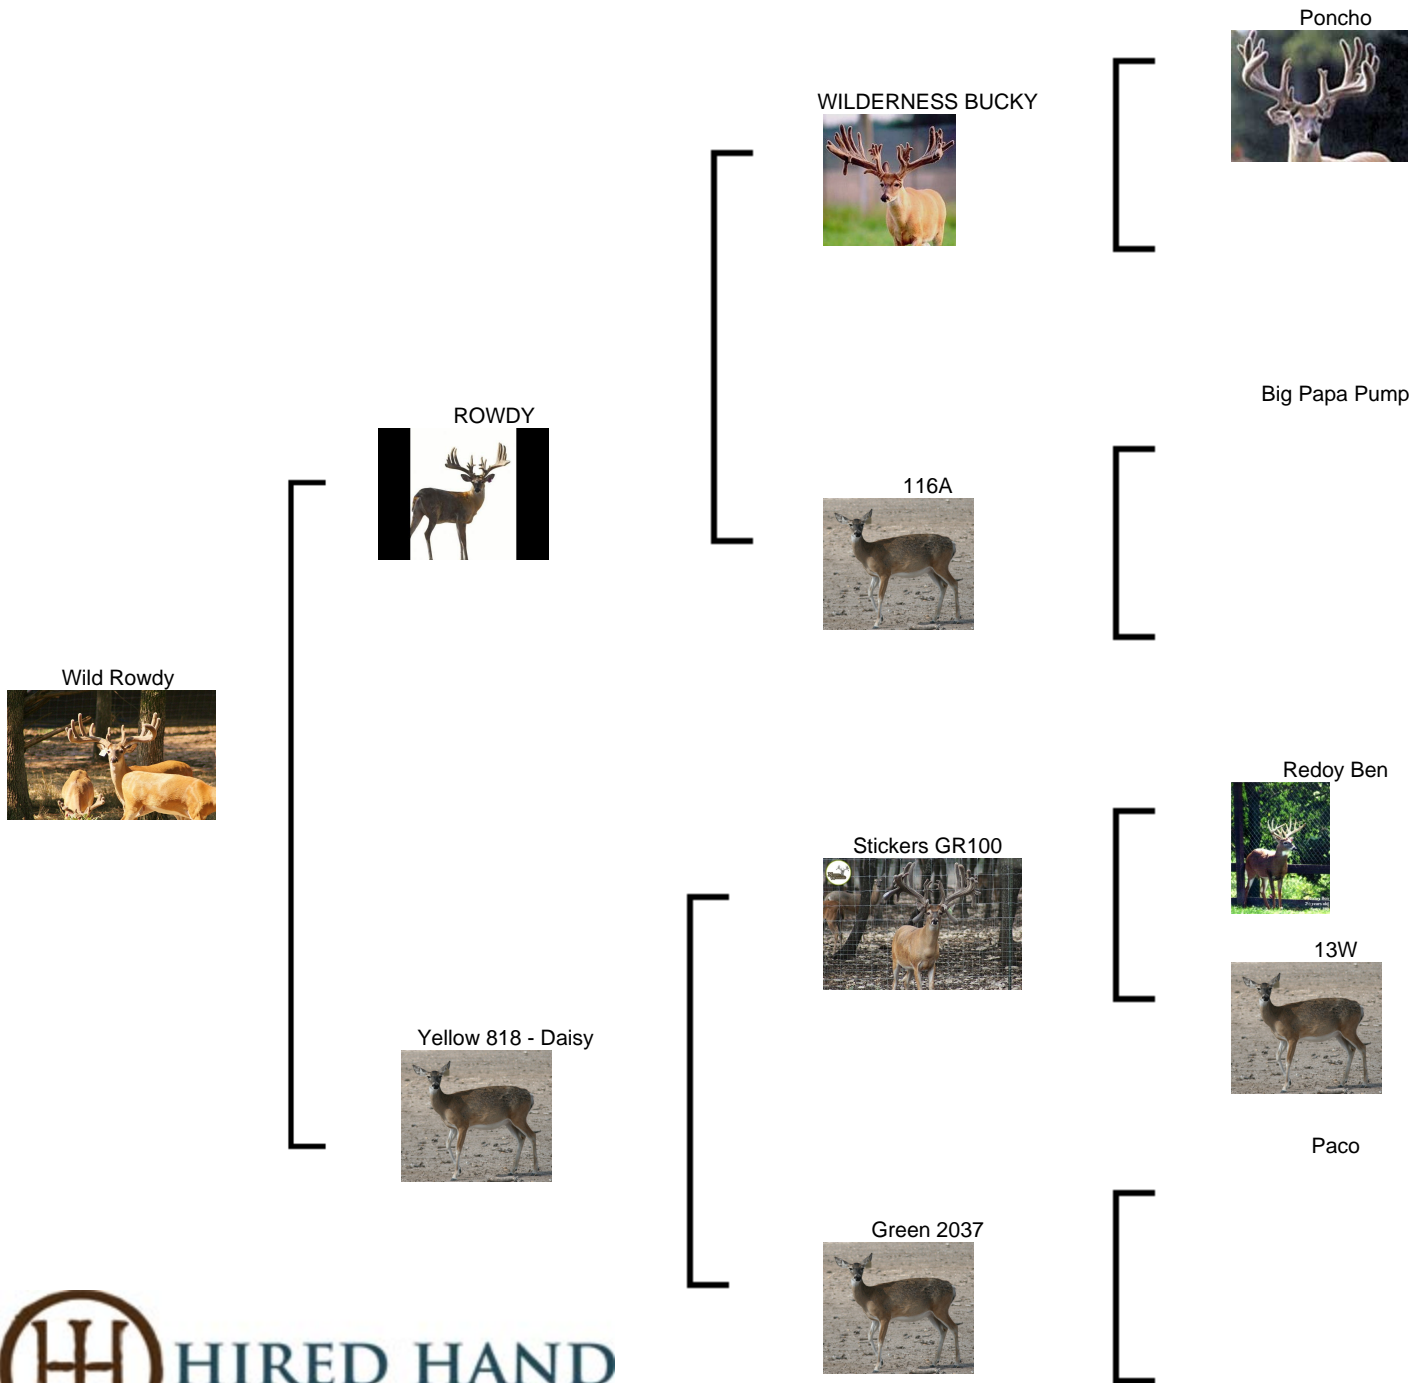 Poncho
WILDERNESS BUCKY
Big Papa Pump
ROWDY
116A
Wild Rowdy
Redoy Ben
Stickers GR100
13W
Yellow 818 - Daisy
Paco
Green 2037
HIRED HAND